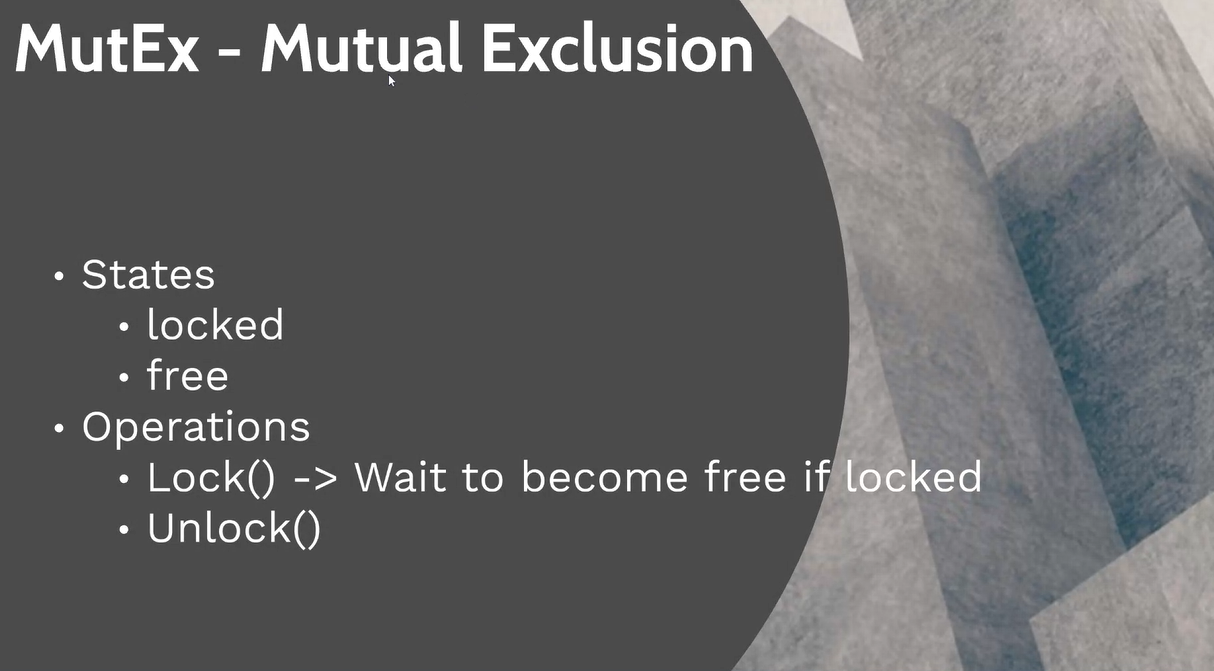 MutEx - Mutual Exclusion
• States
• locked
• free
• Operations
• Lock() -> Wait to become free if locked
• Unlock()